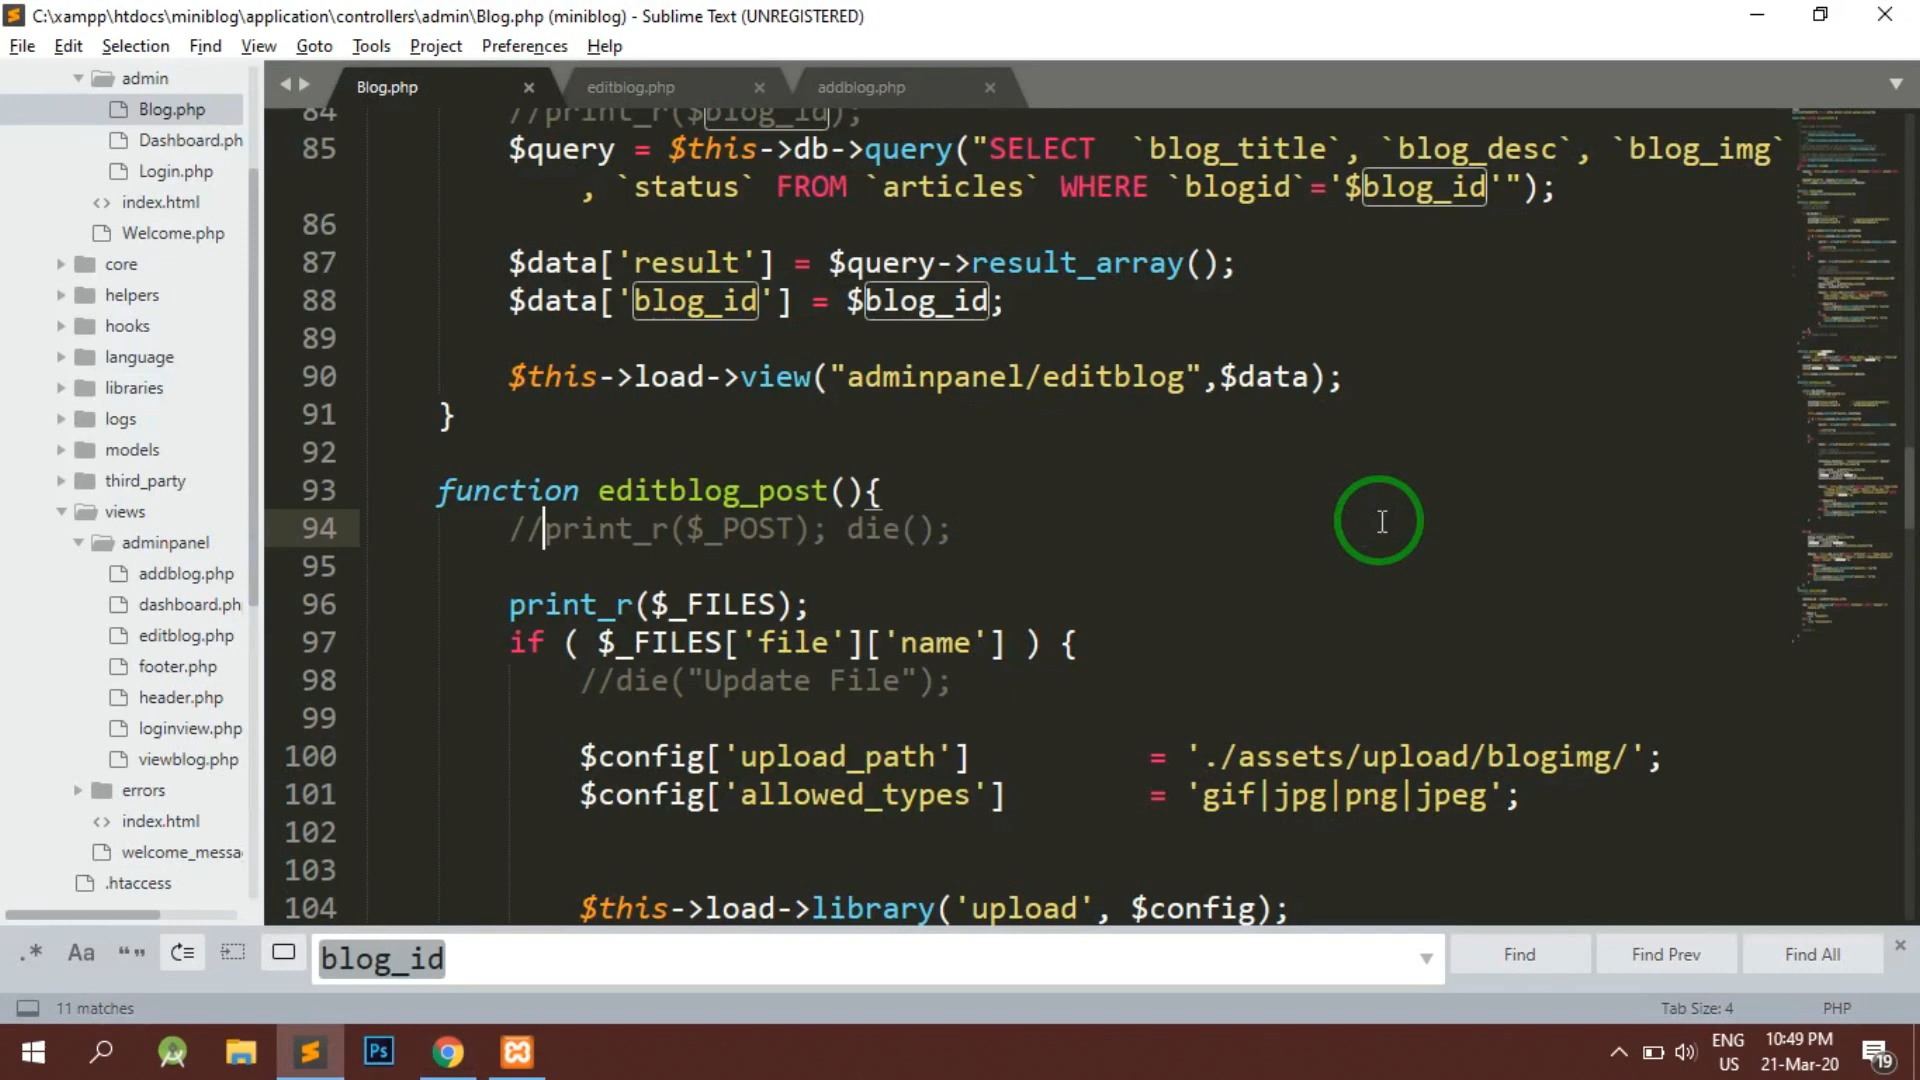 C:\xampp\htdocs\miniblog\application\controllers\admin\Blog.php (miniblog) - Sublime Text (UNREGISTERED)
File Edit Selection Find View Goto Tools Project Preferences Help
admin
Blog.php
Dashboard.ph
Login.php
index.html
Welcome.php
core
helpers
hooks
language
libraries
logs
models
third_party
views
adminpanel
addblog.php
dashboard.ph
editblog.php
footer.php
header.php
loginview.php
viewblog.php
errors
index.html
welcome_messa
.htaccess
Blog.php editblog.php addblog.php
84 //print_r($blog_id);
85 $query = $this->db->query("SELECT `blog_title`, `blog_desc`, `blog_img`
, `status` FROM `articles` WHERE `blogid`='$blog_id'");
86
87 $data['result'] = $query->result_array();
88 $data['blog_id'] = $blog_id;
89
90 $this->load->view("adminpanel/editblog",$data);
91 }
92
93 function editblog_post(){
94 //print_r($_POST); die();
95
96 print_r($_FILES);
97 if ( $_FILES['file']['name'] ) {
98 //die("Update File");
99
100 $config['upload_path'] = './assets/upload/blogimg/';
101 $config['allowed_types'] = 'gif|jpg|png|jpeg';
102
103
104 $this->load->library('upload', $config);
.* Aa “” blog_id Find Find Prev Find All
11 matches Tab Size: 4 PHP
Ps
ENG
US
10:49 PM
21-Mar-20
19